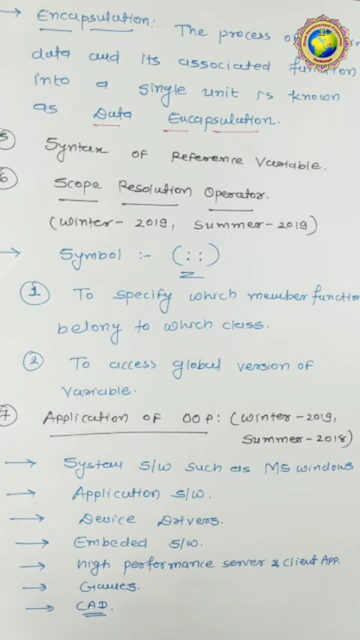 → Encapsulation: The process of
data and its associated function
into a single unit is known
as Data Encapsulation.
5 Syntax of Reference Variable.
6 Scope Resolution Operator.
(Winter-2019, Summer-2019)
→ Symbol :- (::)
1 To specify which member function
belong to which class.
2 To access global version of
Variable.
7 Application of OOP: (Winter-2019,
Summer-2018)
→ System S/W such as MS windows
→ Application S/W.
→ Device Drivers.
→ Embeded S/W.
→ High performance server & client App.
→ Games.
→ CAD.